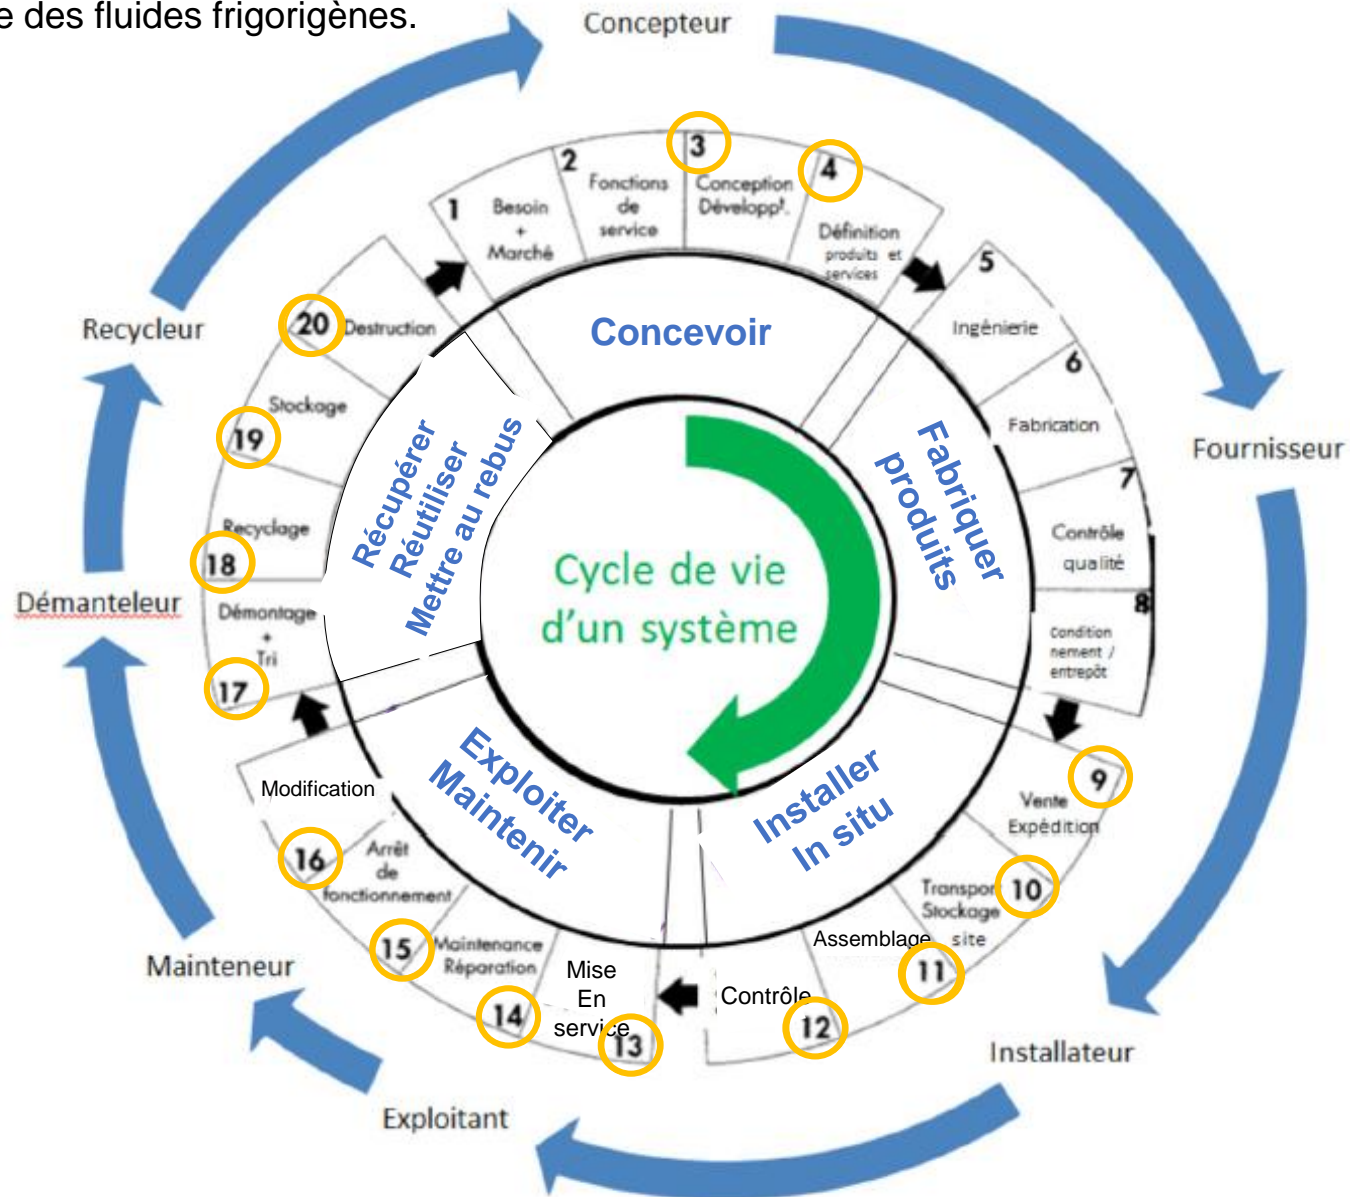 e des fluides frigorigènes.
Concepteur
1
Besoin
+
Marché
2
Fonctions
de
service
3
Conception
Développt.
4
Définition
produits et
services
5
Ingénierie
6
Fabrication
7
Contrôle
qualité
8
Condition
nement /
entrepôt
Fournisseur
9
Vente
Expédition
10
Transport
Stockage
site
11
Assemblage
12
Contrôle
Installateur
13
Mise
En
service
14
Maintenance
Réparation
15
Arrêt
de
fonctionnement
16
Modification
Exploitant
Mainteneur
17
Démontage
+
Tri
18
Recyclage
19
Stockage
20
Destruction
Démanteleur
Recycleur
Concevoir
Fabriquer
produits
Installer
In situ
Exploiter
Maintenir
Récupérer
Réutiliser
Mettre au rebus
Cycle de vie
d'un système